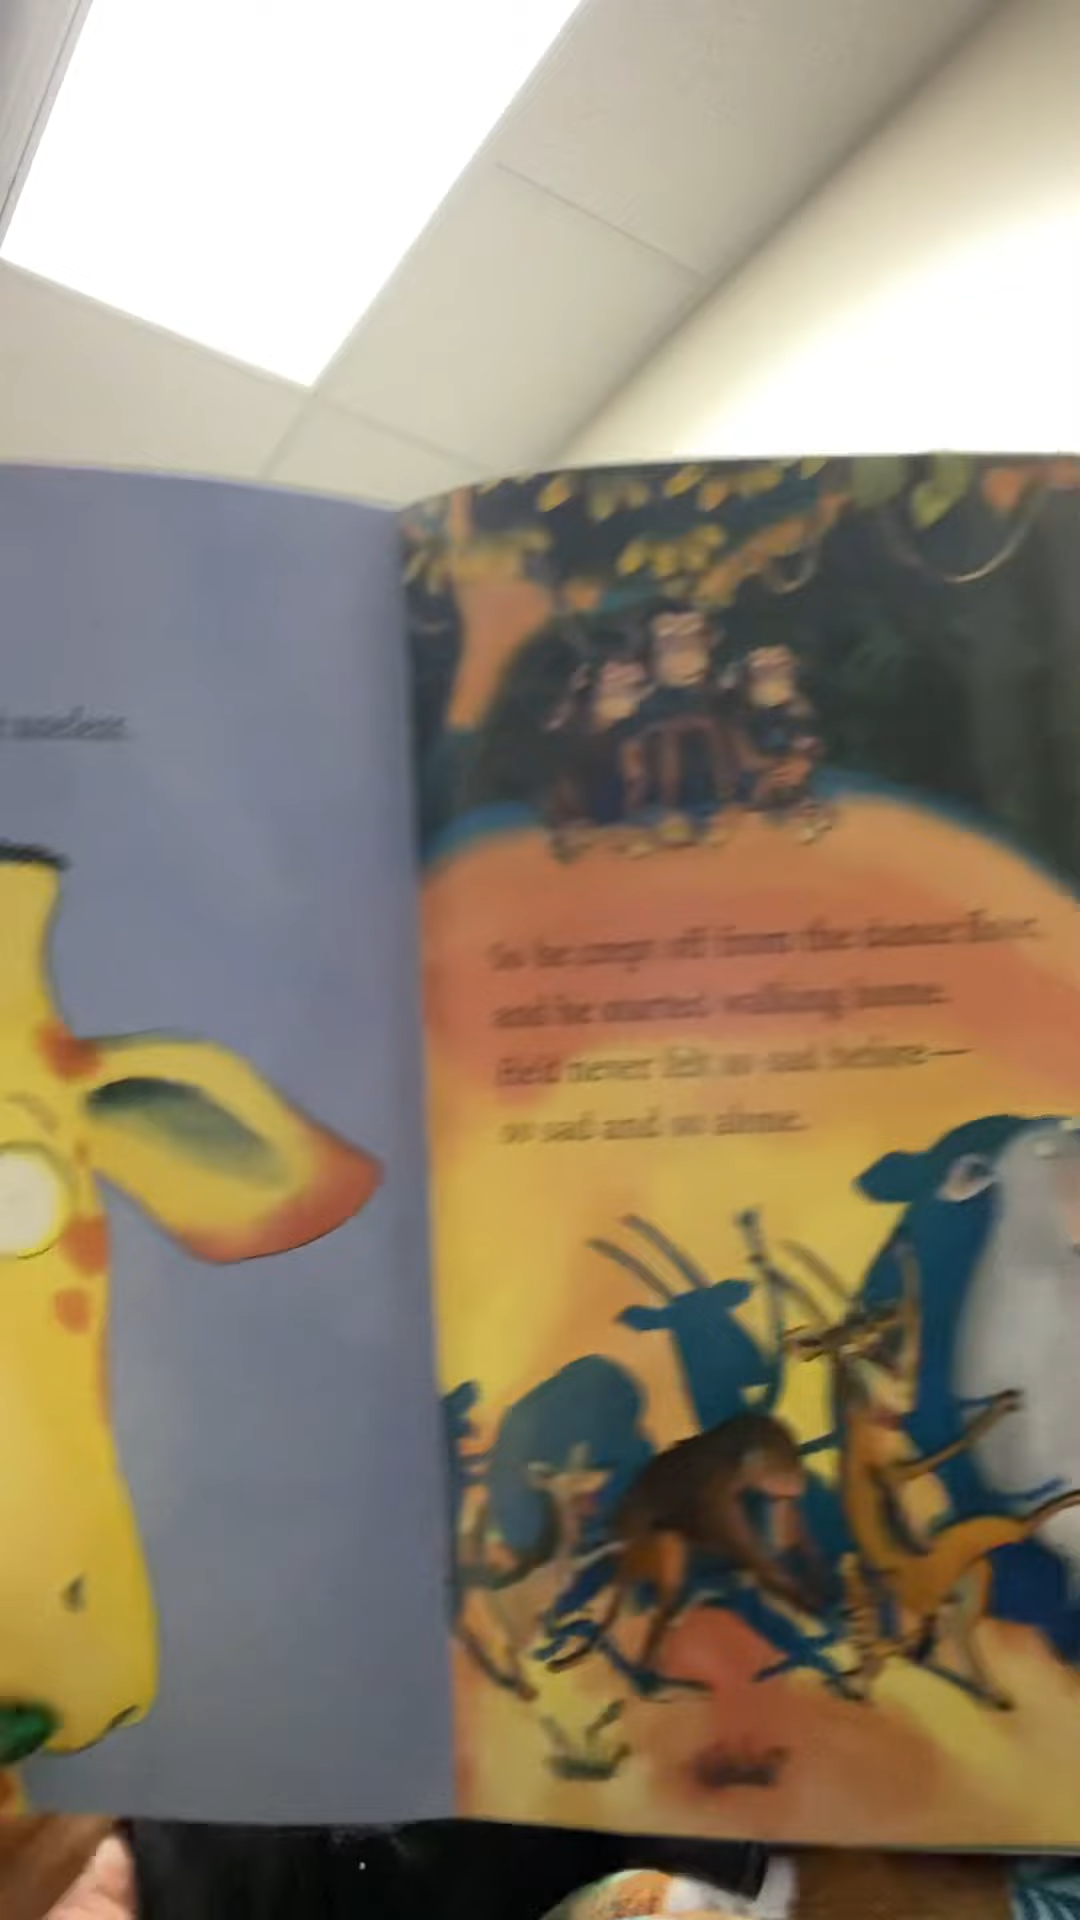 useless.
So he crept off from the dance floor,
and he started walking home.
He'd never felt so sad before—
so sad and so alone.